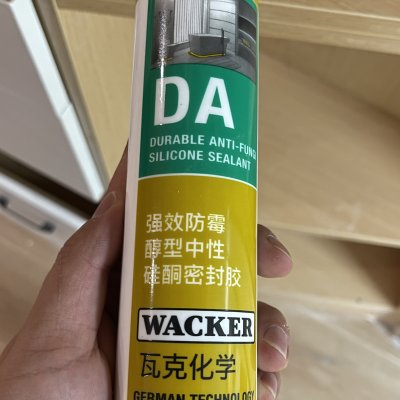 DA
DURABLE ANTI-FUNG
SILICONE SEALANT
强效防霉
醇型中性
硅酮密封胶
WACKER
瓦克化学
GERMAN TECHNOLOGY